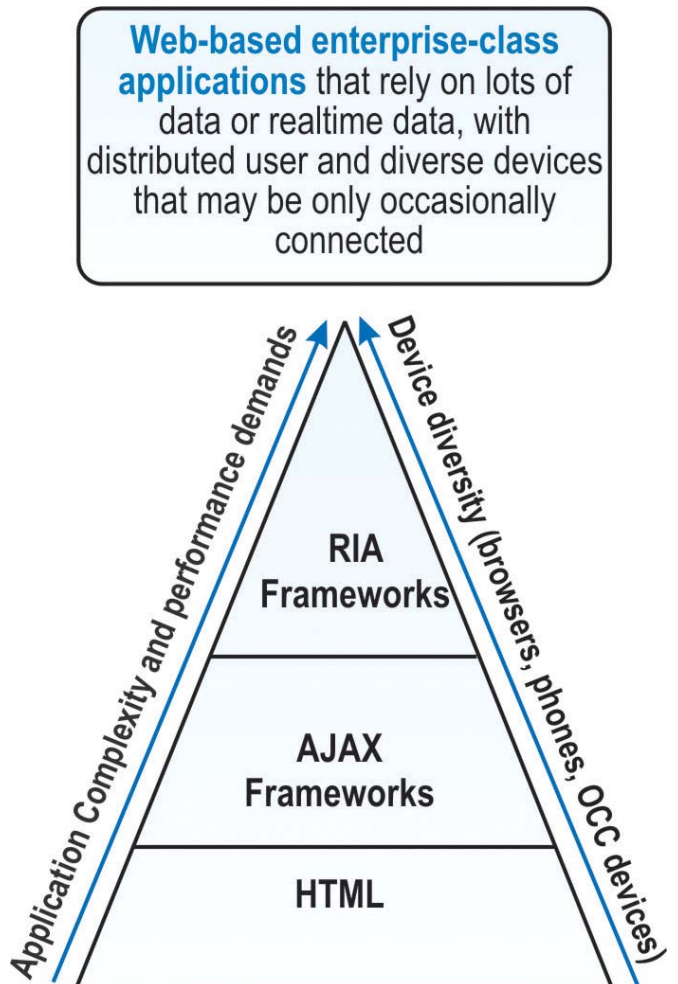 Web-based enterprise-class
applications that rely on lots of
data or realtime data, with
distributed user and diverse devices
that may be only occasionally
connected
Application Complexity and performance demands
Device diversity (browsers, phones, OCC devices)
RIA
Frameworks
AJAX
Frameworks
HTML